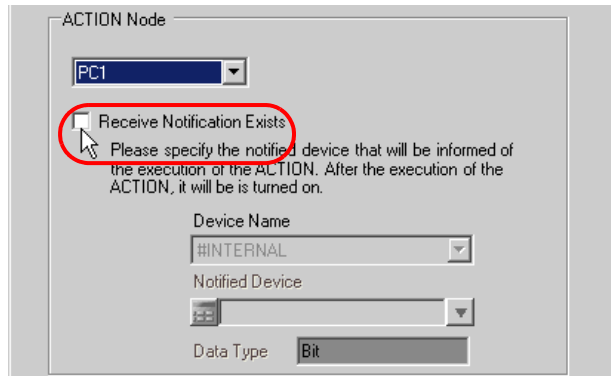 ACTION Node
PC1
Receive Notification Exists
Please specify the notified device that will be informed of
the execution of the ACTION. After the execution of the
ACTION, it will be is turned on.
Device Name
#INTERNAL
Notified Device
Data Type
Bit